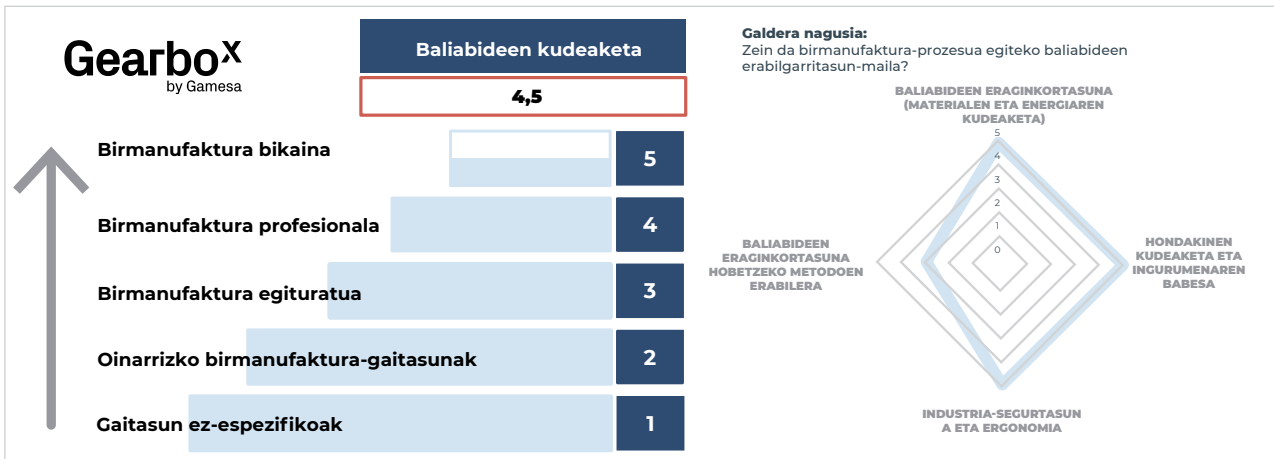 Gearbox
by Gamesa
Baliabideen kudeaketa
4,5
Birmanufaktura bikaina
5
Birmanufaktura profesionala
4
Birmanufaktura egituratua
3
Oinarrizko birmanufaktura-gaitasunak
2
Gaitasun ez-espezifikoak
1
Galdera nagusia:
Zein da birmanufaktura-prozesua egiteko baliabideen
erabilgarritasun-maila?
BALIABIDEEN ERAGINKORTASUNA
(MATERIALEN ETA ENERGIAREN
KUDEAKETA)
5
4
3
2
1
0
BALIABIDEEN
ERAGINKORTASUNA
HOBETZEKO METODOEN
ERABILERA
HONDAKINEN
KUDEAKETA ETA
INGURUMENAREN
BABESA
INDUSTRIA-SEGURTASUN
A ETA ERGONOMIA